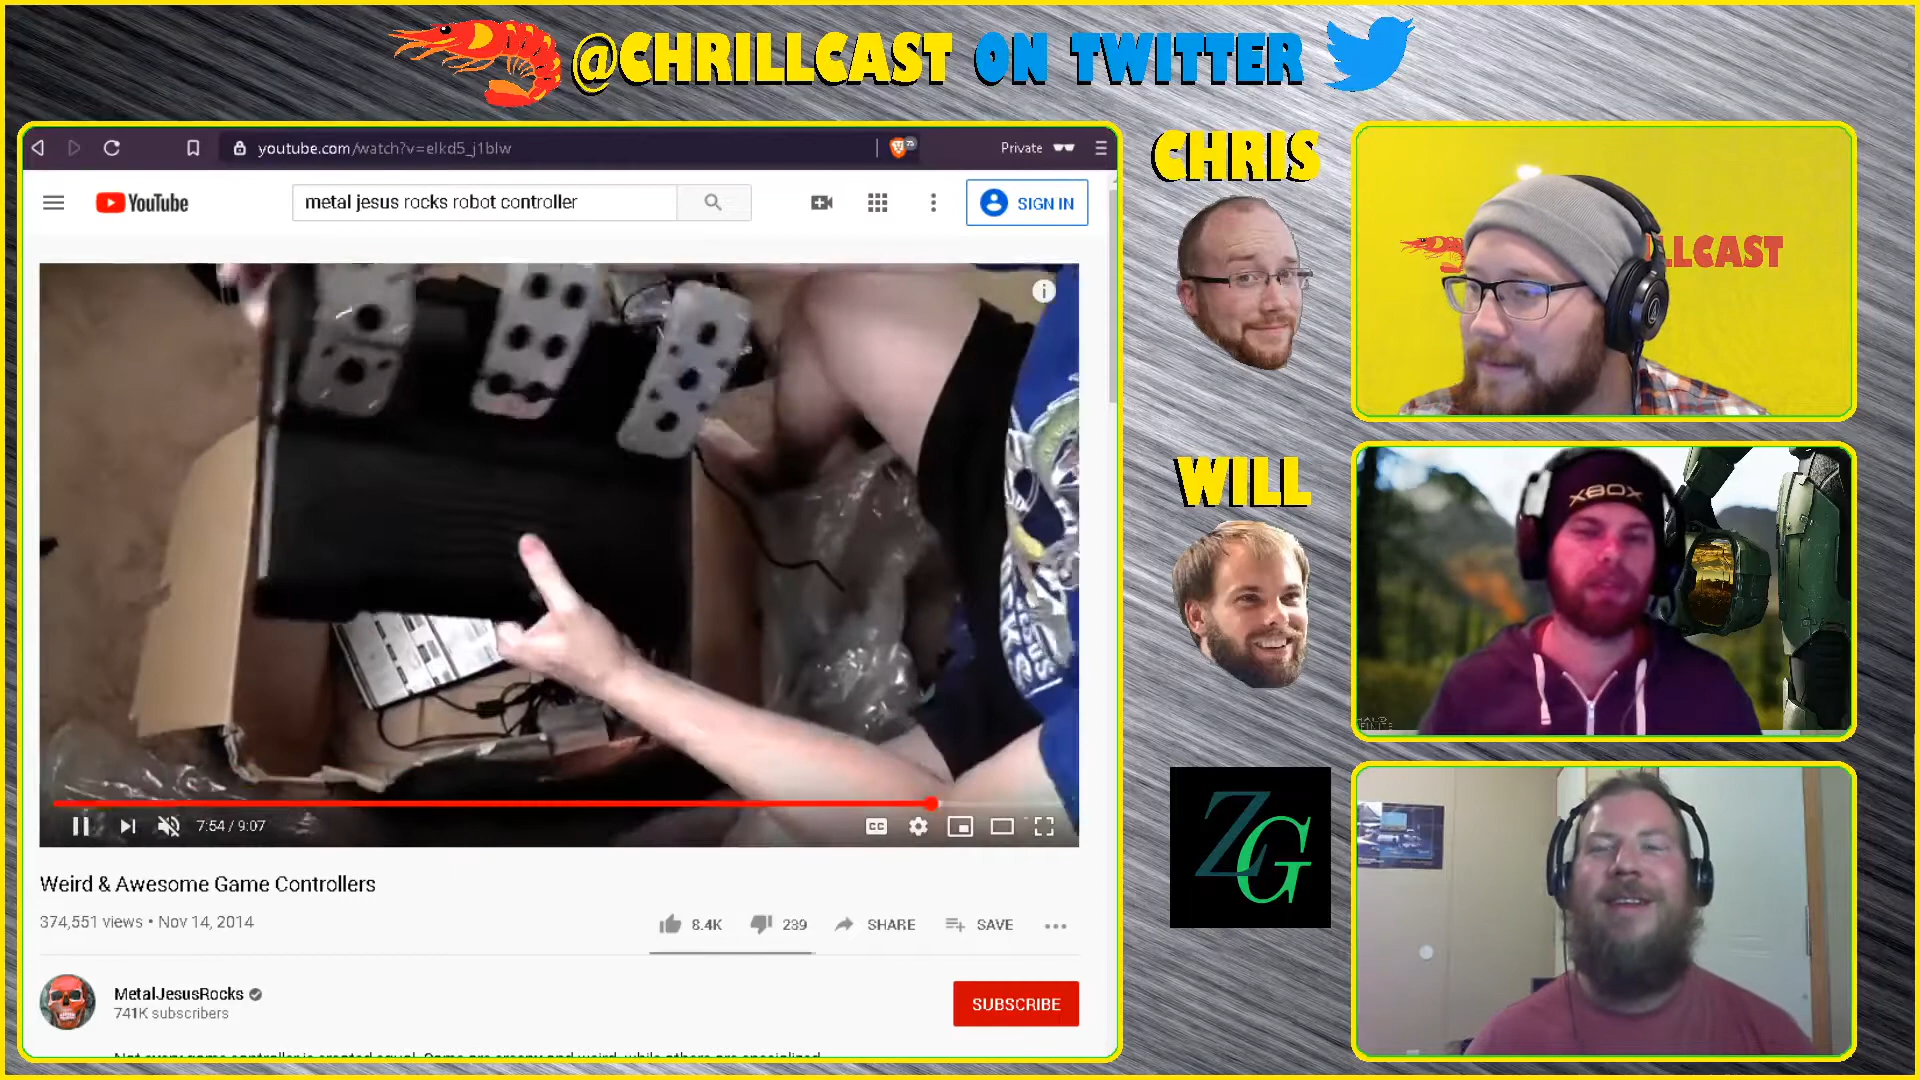 @CHRILLCAST ON TWITTER
youtube.com/watch?v=elkd5_j1blw
Private
YouTube
metal jesus rocks robot controller
SIGN IN
7:54 / 9:07
CC
Weird & Awesome Game Controllers
374,551 views • Nov 14, 2014
8.4K
239
SHARE
SAVE
MetalJesusRocks
741K subscribers
SUBSCRIBE
CHRIS
LLCAST
WILL
XBOX
ZG